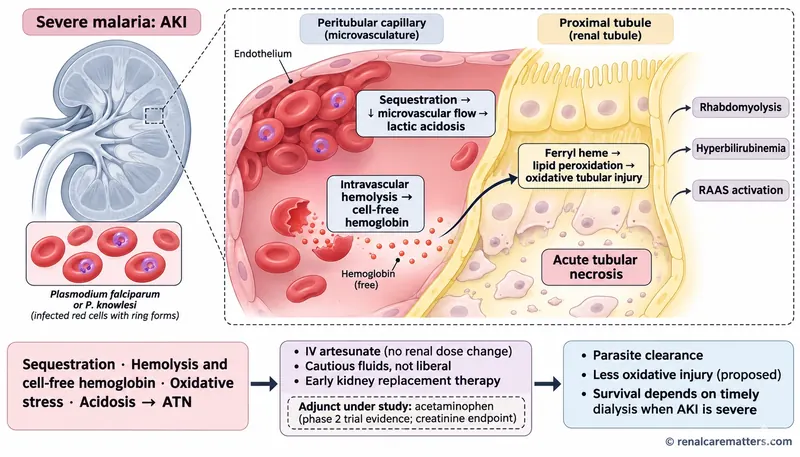 Severe malaria: AKI
Plasmodium falciparum
or P. knowlesi
(infected red cells with ring forms)
Peritubular capillary
(microvasculature)
Proximal tubule
(renal tubule)
Endothelium
Sequestration →
↓ microvascular flow →
lactic acidosis
Intravascular
hemolysis →
cell-free
hemoglobin
Hemoglobin
(free)
Ferryl heme →
lipid peroxidation →
oxidative tubular injury
Acute tubular
necrosis
Rhabdomyolysis
Hyperbilirubinemia
RAAS activation
Sequestration · Hemolysis and
cell-free hemoglobin · Oxidative
stress · Acidosis → ATN
• IV artesunate (no renal dose change)
• Cautious fluids, not liberal
• Early kidney replacement therapy
Adjunct under study: acetaminophen
(phase 2 trial evidence; creatinine endpoint)
• Parasite clearance
• Less oxidative injury (proposed)
• Survival depends on timely
dialysis when AKI is severe
© renalcarematters.com